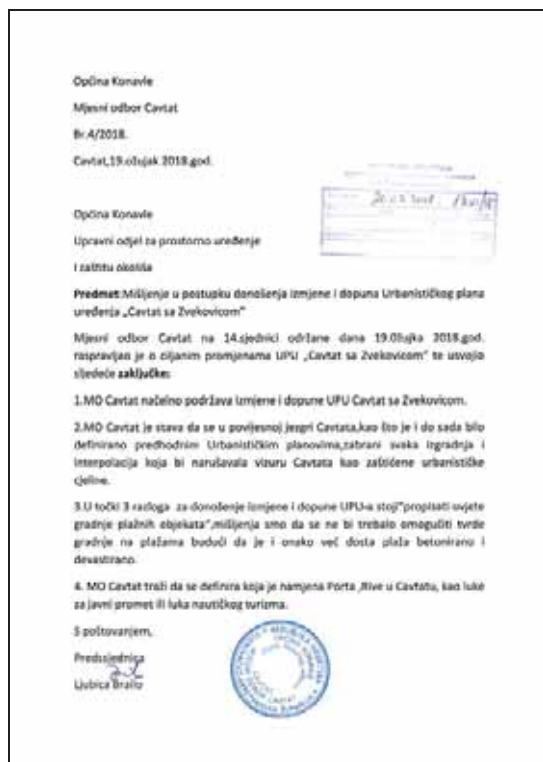 Općina Konavle
Mjesni odbor Cavtat
Br.4/2018.
Cavtat,19.ožujak 2018.god.
Općina Konavle
Upravni odjel za prostorno uređenje
I zaštitu okoliša
Predmet:Mišljenje u postupku donošenja izmjene i dopuna Urbanističkog plana
uređenja „Cavtat sa Zvekovicom"
Mjesni odbor Cavtat na 14.sjednici održane dana 19.0žujka 2018.god.
raspravljao je o ciljanim promjenama UPU „Cavtat sa Zvekovicom" te usvojio
sljedeće zaključke:
1.MO Cavtat načelno podržava izmjene i dopune UPU Cavtat sa Zvekovicom.
2.MO Cavtat je stava da se u povijesnoj jezgri Cavtata,kao što je i do sada bilo
definirano predhodnim Urbanističkim planovima,zabrani svaka izgradnja i
interpolacija koja bi narušavala vizuru Cavtata kao zaštićene urbanističke
cjeline.
3.U točki 3 razloga za donošenje izmjene i dopune UPU-a stoji"propisati uvjete
gradnje plažnih objekata",mišljenja smo da se ne bi trebalo omogućiti tvrde
gradnje na plažama budući da je i onako već dosta plaža betonirano i
devastirano.
4. MO Cavtat traži da se definira koja je namjena Porta ,Rive u Cavtatu, kao luke
za javni promet ili luka nautičkog turizma.
S poštovanjem,
Predsjednica
Ljubica Brailo